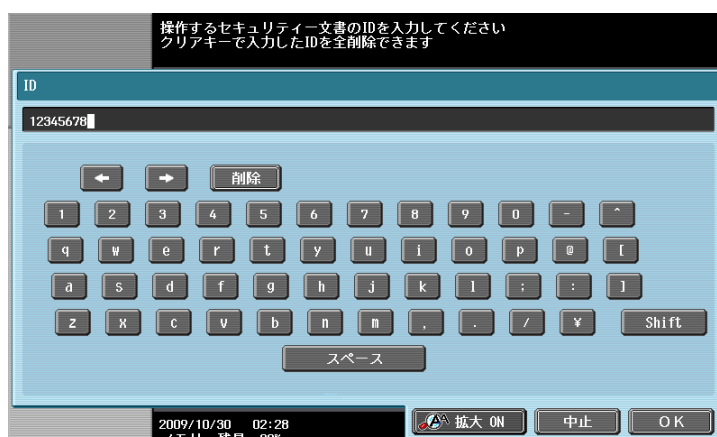 操作するセキュリティー文書のIDを入力してください
クリアキーで入力したIDを全削除できます
ID
12345678
← → 削除
1 2 3 4 5 6 7 8 9 0 - ^
q w e r t y u i o p @ [
a s d f g h j k l ; : ]
z x c v b n m , . / ¥ Shift
スペース
拡大 ON 中止 OK
2009/10/30 02:28